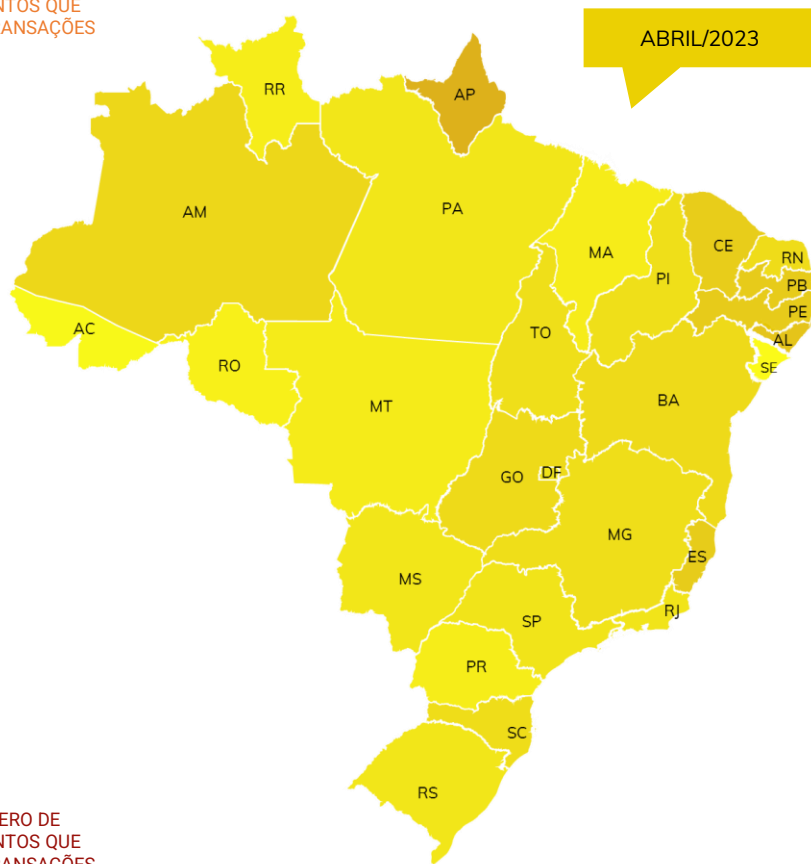 NTOS QUE
ANSAÇÕES
ABRIL/2023
RR
AP
AM
PA
MA
CE
RN
PI
PB
PE
AC
TO
AL
RO
SE
MT
BA
GO
DF
MG
ES
MS
RJ
SP
PR
SC
RS
ERO DE
NTOS QUE
ANSAÇÕES